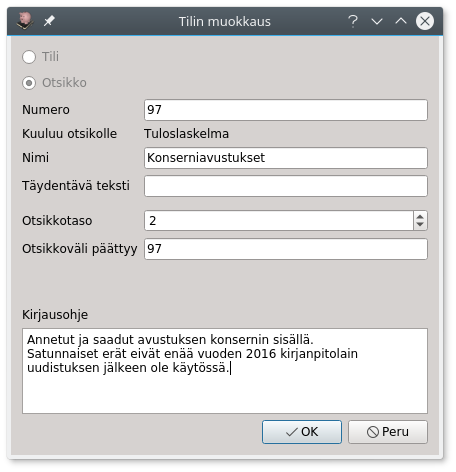 Tilin muokkaus
Tili
Otsikko
Numero 97
Kuuluu otsikolle Tuloslaskelma
Nimi Konserniavustukset
Täydentävä teksti
Otsikkotaso 2
Otsikkoväli päättyy 97
Kirjausohje
Annetut ja saadut avustuksen konsernin sisällä.
Satunnaiset erät eivät enää vuoden 2016 kirjanpitolain
uudistuksen jälkeen ole käytössä.
OK Peru